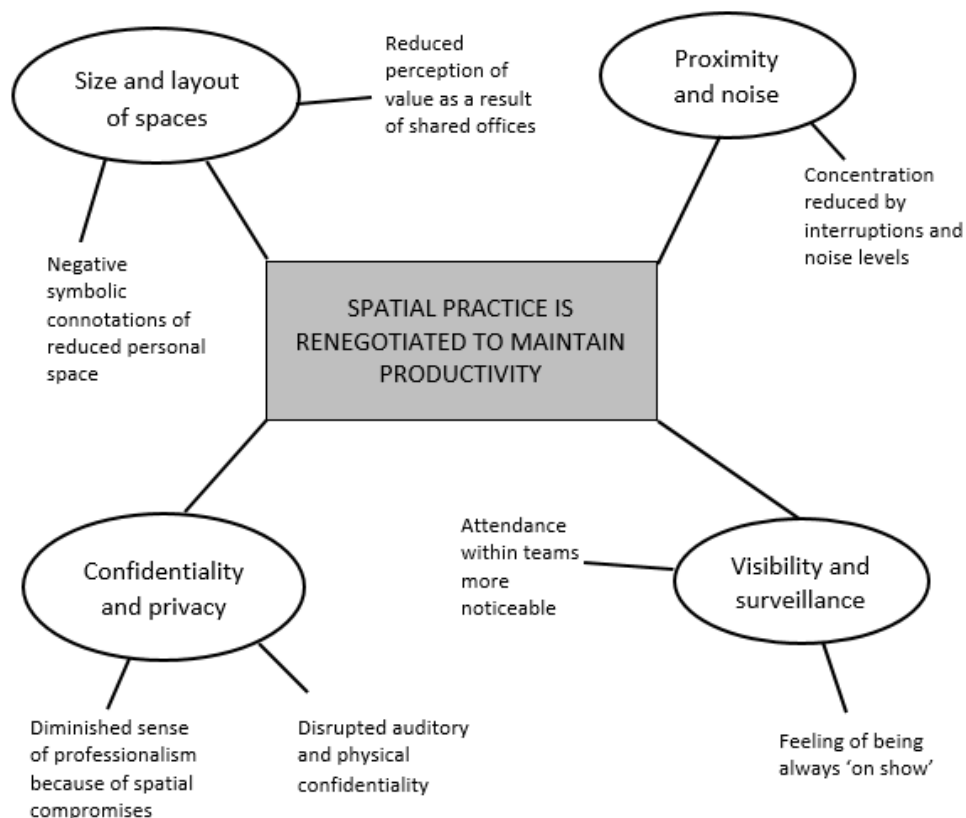 Size and layout
of spaces
Reduced
perception of
value as a result
of shared offices
Proximity
and noise
Concentration
reduced by
interruptions and
noise levels
Negative
symbolic
connotations of
reduced personal
space
SPATIAL PRACTICE IS
RENEGOTIATED TO MAINTAIN
PRODUCTIVITY
Confidentiality
and privacy
Attendance
within teams
more
noticeable
Visibility and
surveillance
Diminished sense
of professionalism
because of spatial
compromises
Disrupted auditory
and physical
confidentiality
Feeling of being
always ‘on show’